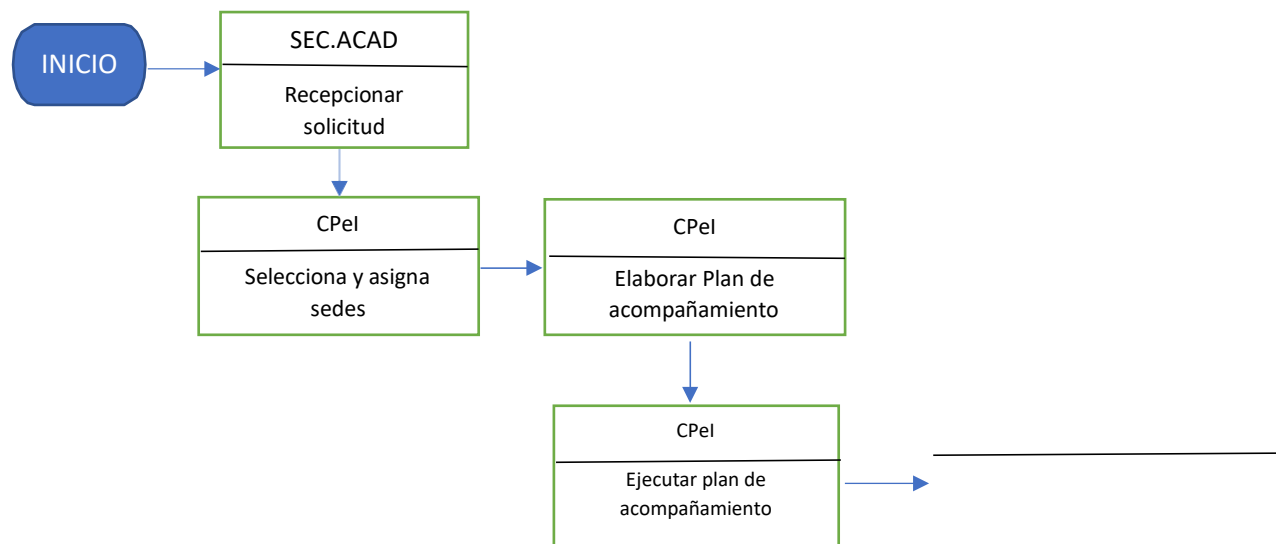 INICIO
SEC.ACAD
Recepcionar
solicitud
CPeI
Selecciona y asigna
sedes
CPeI
Elaborar Plan de
acompañamiento
CPeI
Ejecutar plan de
acompañamiento